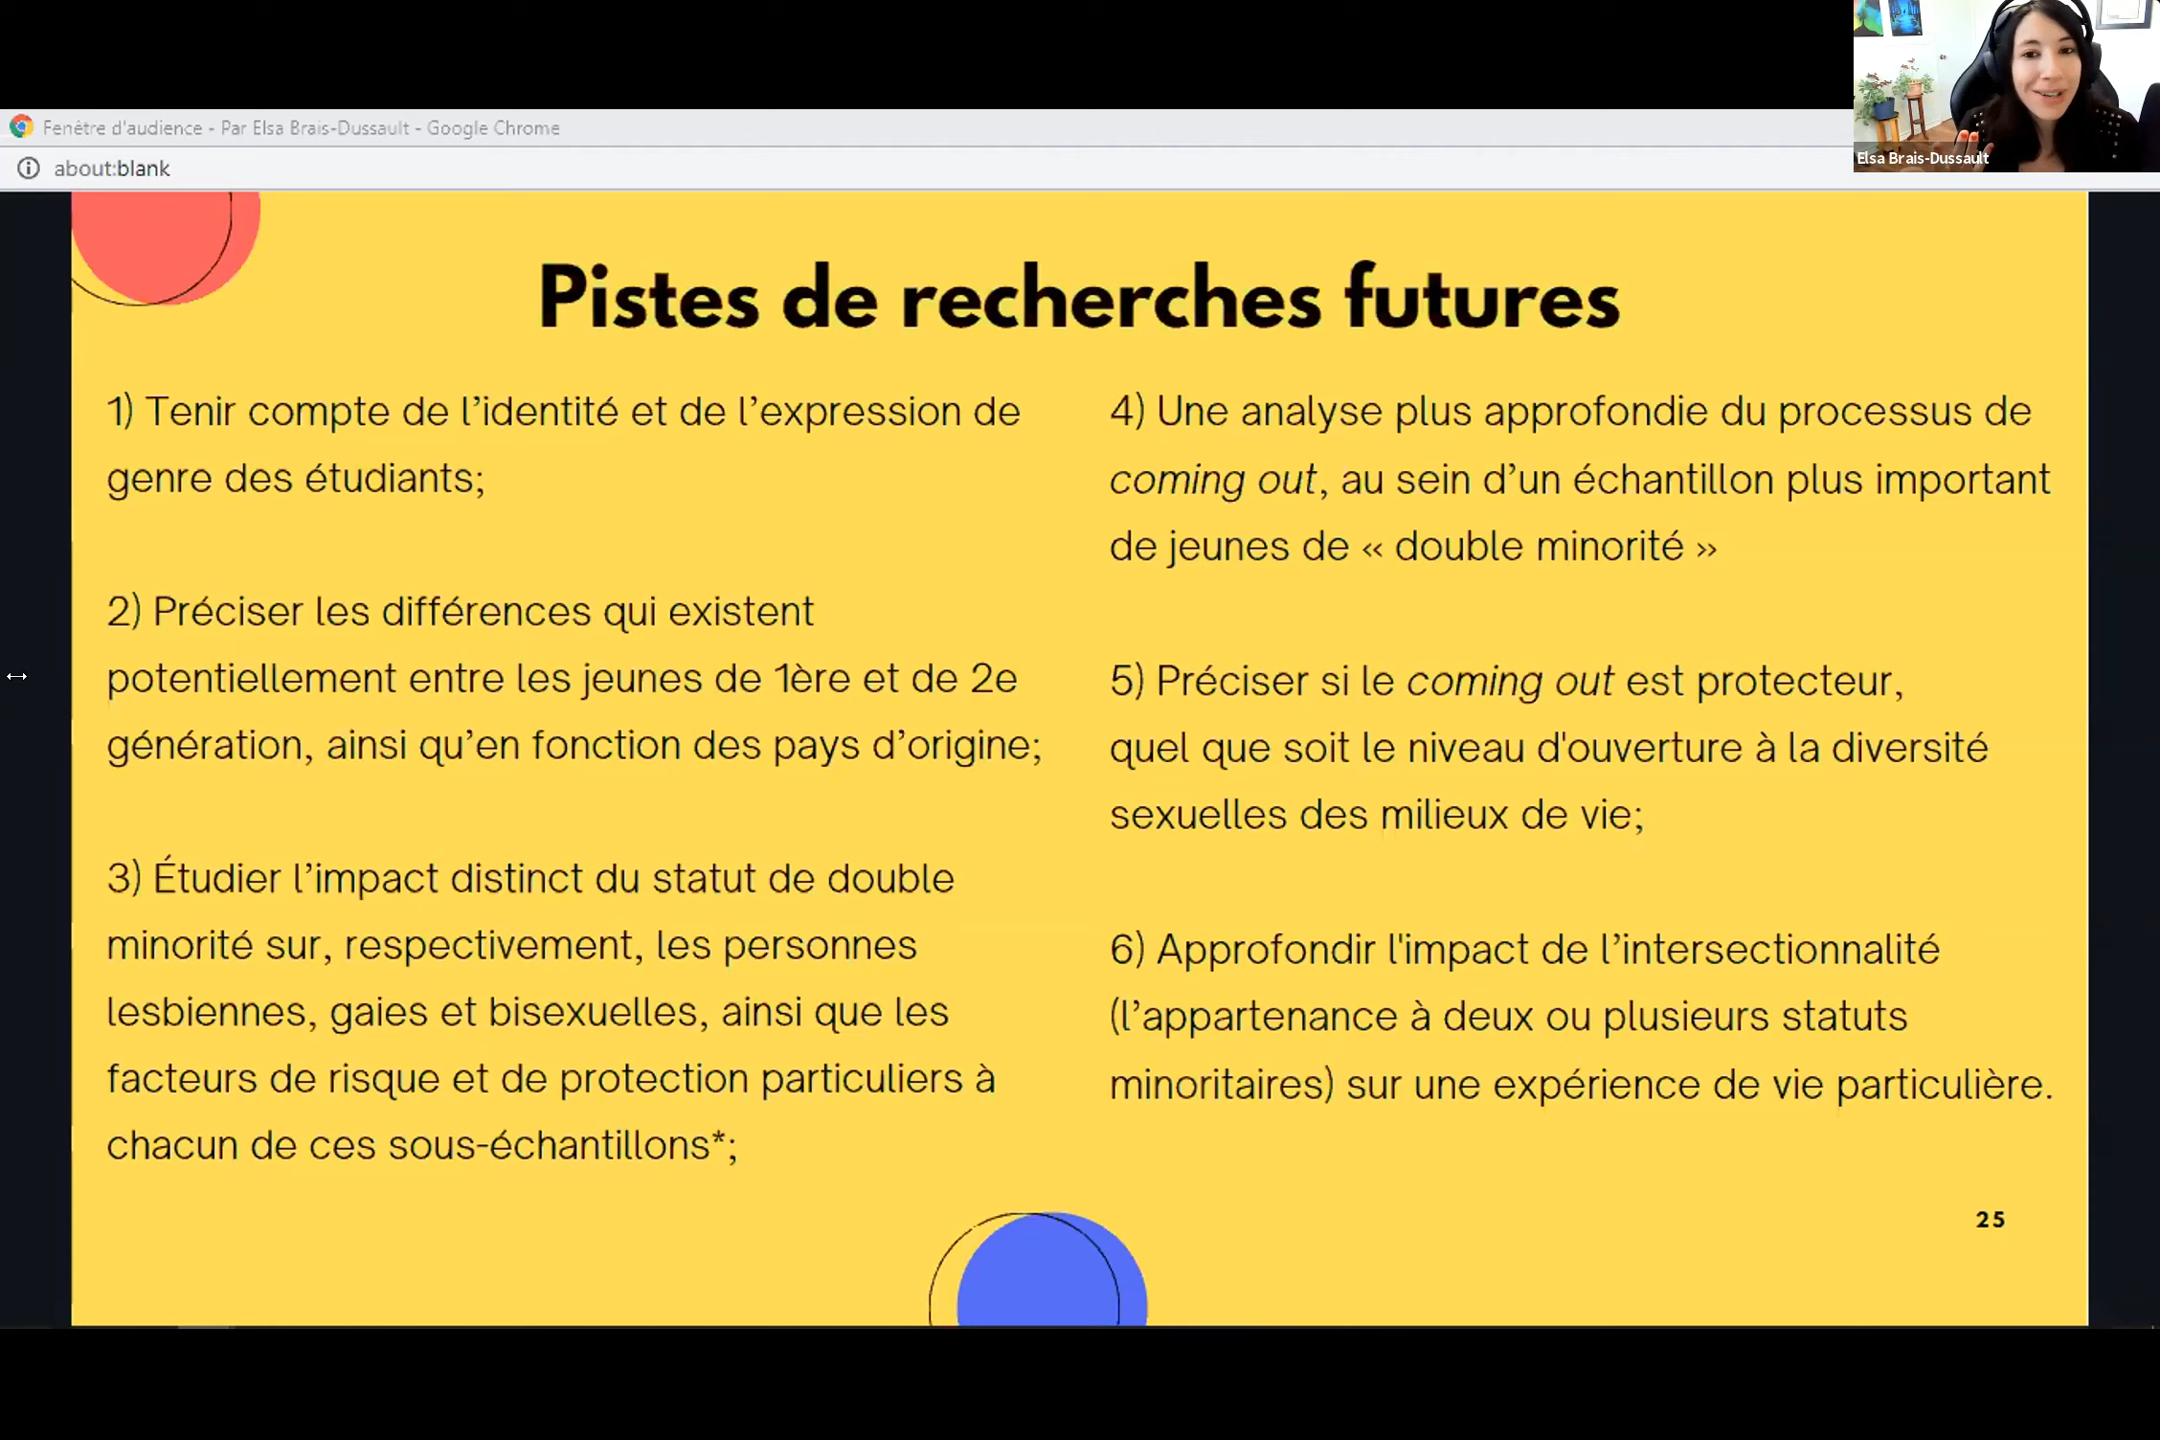 Elsa Brais-Dussault
Fenêtre d'audience - Par Elsa Brais-Dussault - Google Chrome
about:blank
Pistes de recherches futures
1) Tenir compte de l’identité et de l’expression de
genre des étudiants;
2) Préciser les différences qui existent
potentiellement entre les jeunes de 1ère et de 2e
génération, ainsi qu’en fonction des pays d’origine;
3) Étudier l’impact distinct du statut de double
minorité sur, respectivement, les personnes
lesbiennes, gaies et bisexuelles, ainsi que les
facteurs de risque et de protection particuliers à
chacun de ces sous-échantillons*;
4) Une analyse plus approfondie du processus de
coming out, au sein d’un échantillon plus important
de jeunes de « double minorité »
5) Préciser si le coming out est protecteur,
quel que soit le niveau d'ouverture à la diversité
sexuelles des milieux de vie;
6) Approfondir l'impact de l’intersectionnalité
(l’appartenance à deux ou plusieurs statuts
minoritaires) sur une expérience de vie particulière.
25